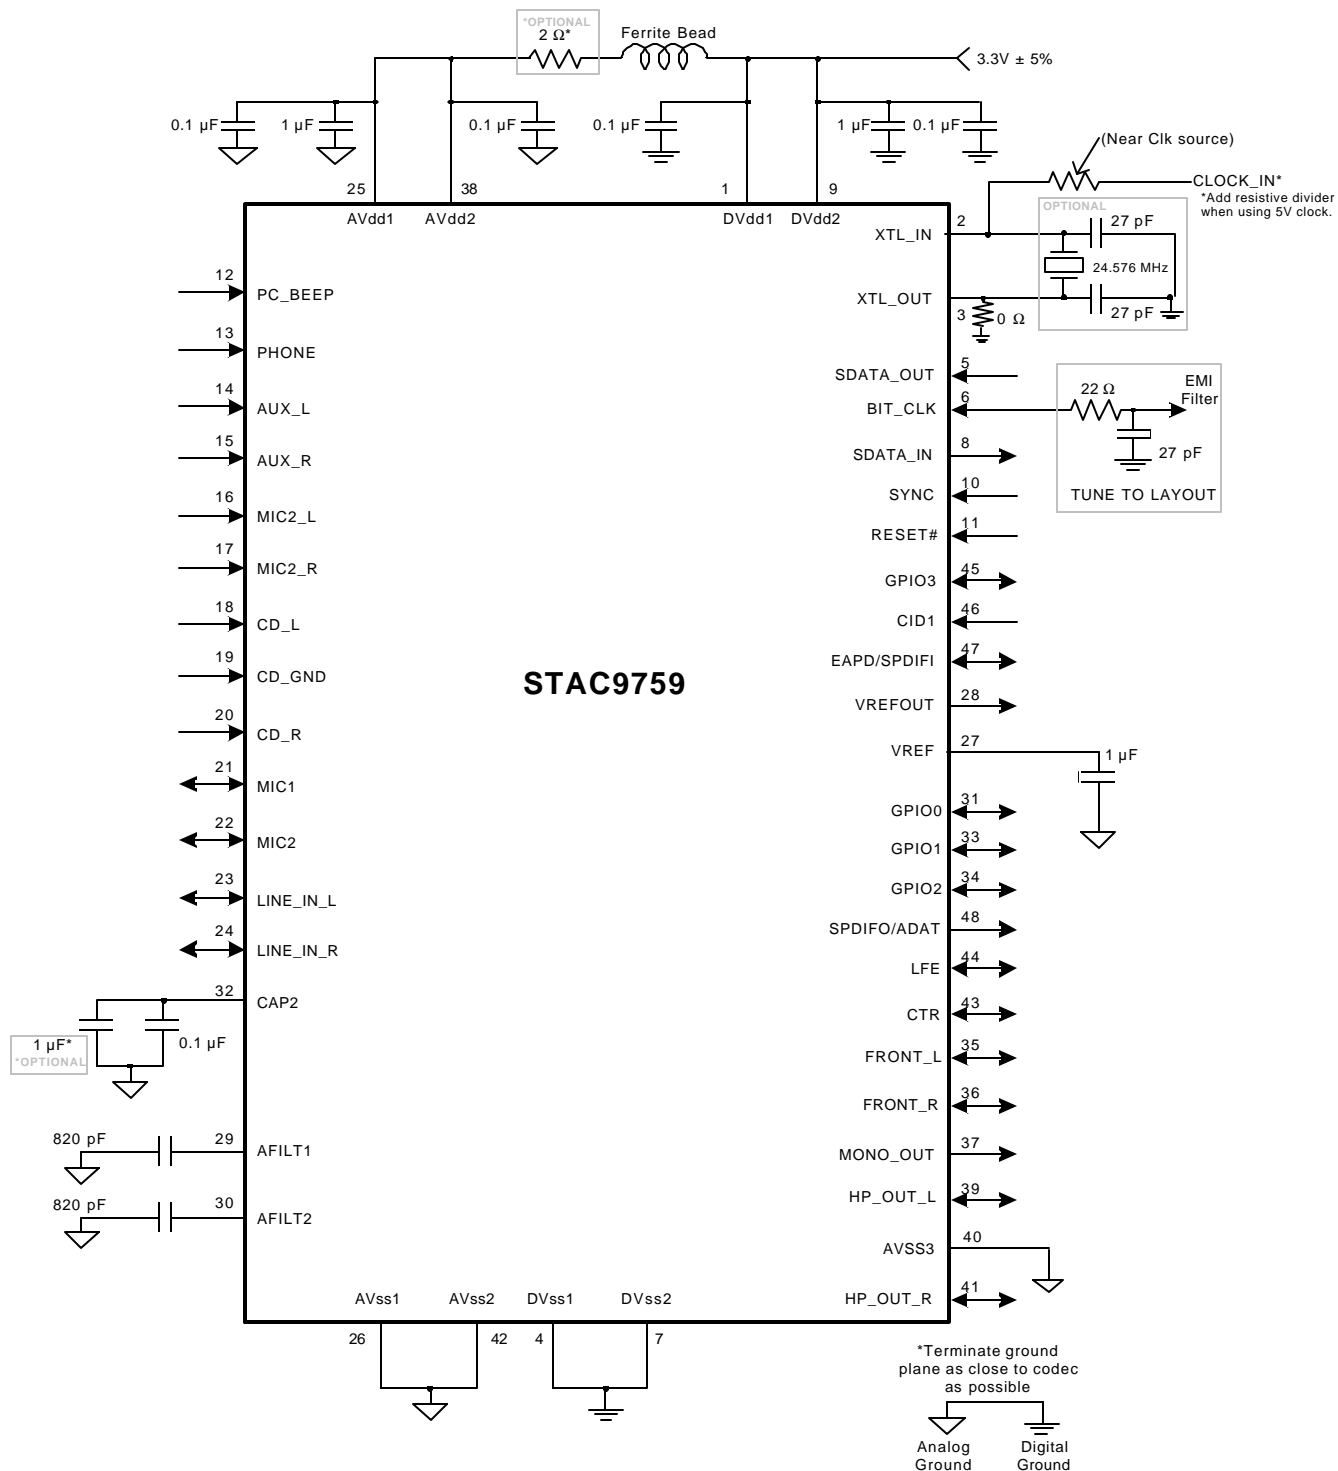 *OPTIONAL
2 Ω*
Ferrite Bead
3.3V ± 5%
0.1 µF
1 µF
0.1 µF
0.1 µF
1 µF
0.1 µF
(Near Clk source)
CLOCK_IN*
*Add resistive divider
when using 5V clock.
25
38
1
9
AVdd1
AVdd2
DVdd1
DVdd2
OPTIONAL
XTL_IN
2
27 pF
24.576 MHz
XTL_OUT
3
0 Ω
27 pF
12
PC_BEEP
13
PHONE
14
AUX_L
15
AUX_R
16
MIC2_L
17
MIC2_R
18
CD_L
19
CD_GND
20
CD_R
21
MIC1
22
MIC2
23
LINE_IN_L
24
LINE_IN_R
32
CAP2
1 µF*
*OPTIONAL
0.1 µF
820 pF
29
AFILT1
820 pF
30
AFILT2
STAC9759
SDATA_OUT
5
BIT_CLK
6
22 Ω
EMI
Filter
27 pF
TUNE TO LAYOUT
SDATA_IN
8
SYNC
10
RESET#
11
GPIO3
45
CID1
46
EAPD/SPDIFI
47
VREFOUT
28
VREF
27
1 µF
GPIO0
31
GPIO1
33
GPIO2
34
SPDIFO/ADAT
48
LFE
44
CTR
43
FRONT_L
35
FRONT_R
36
MONO_OUT
37
HP_OUT_L
39
AVSS3
40
HP_OUT_R
41
AVss1
AVss2
DVss1
DVss2
26
42
4
7
*Terminate ground
plane as close to codec
as possible
Analog
Ground
Digital
Ground